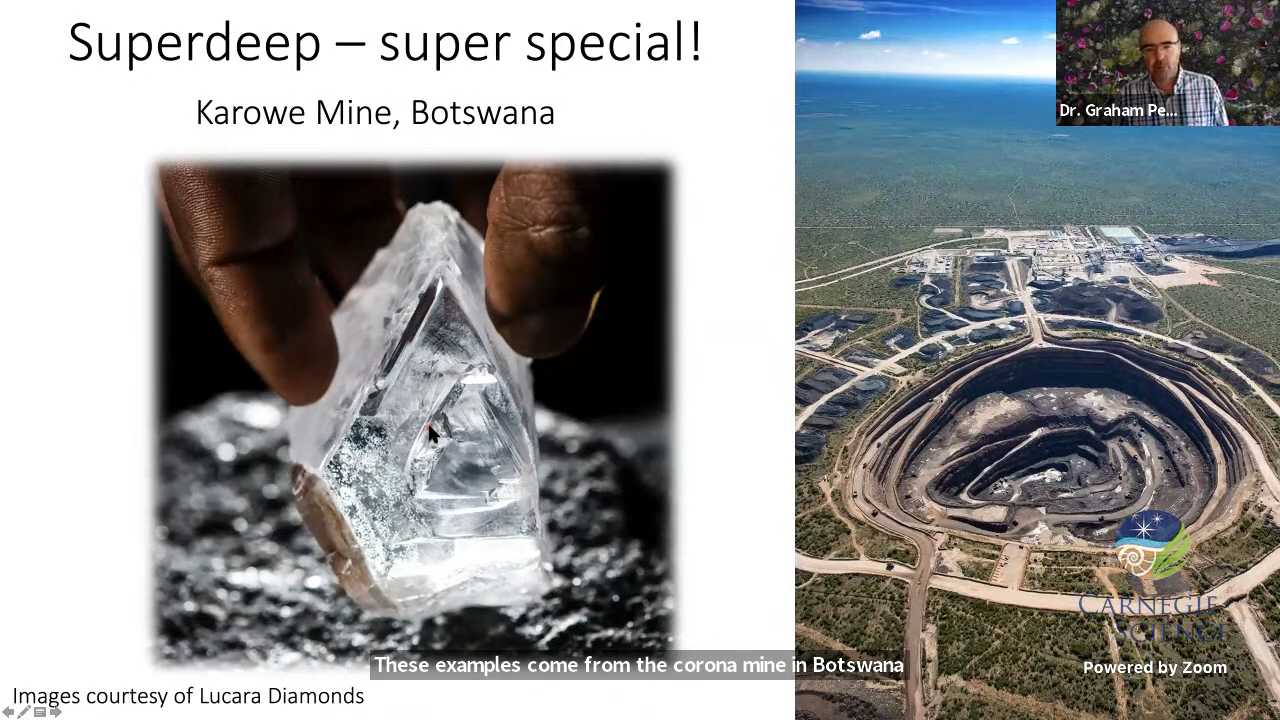 Superdeep – super special!
Karowe Mine, Botswana
Dr. Graham Pe...
CARNEGIE
SCIENCE
These examples come from the corona mine in Botswana
Powered by Zoom
Images courtesy of Lucara Diamonds